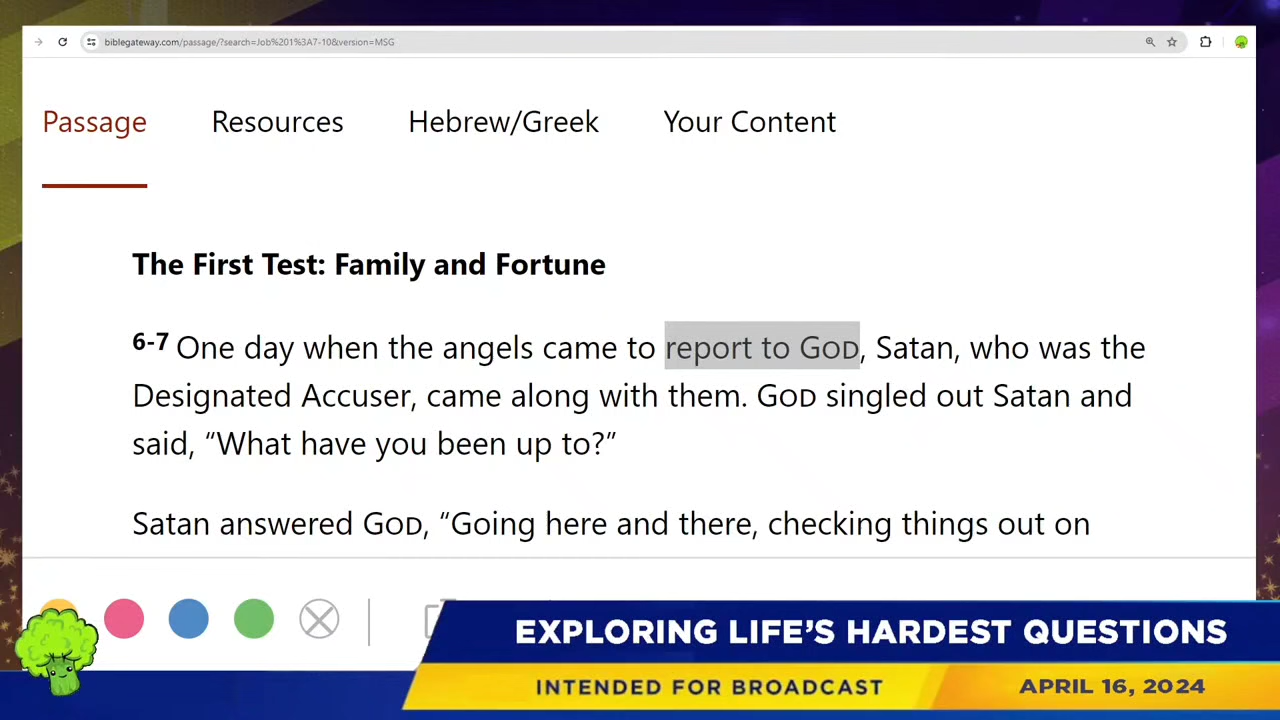 biblegateway.com/passage/?search=Job%201%3A7-10&version=MSG
Passage Resources Hebrew/Greek Your Content
The First Test: Family and Fortune
6-7 One day when the angels came to report to GOD, Satan, who was the
Designated Accuser, came along with them. GOD singled out Satan and
said, “What have you been up to?”
Satan answered GOD, “Going here and there, checking things out on
EXPLORING LIFE’S HARDEST QUESTIONS
INTENDED FOR BROADCAST APRIL 16, 2024